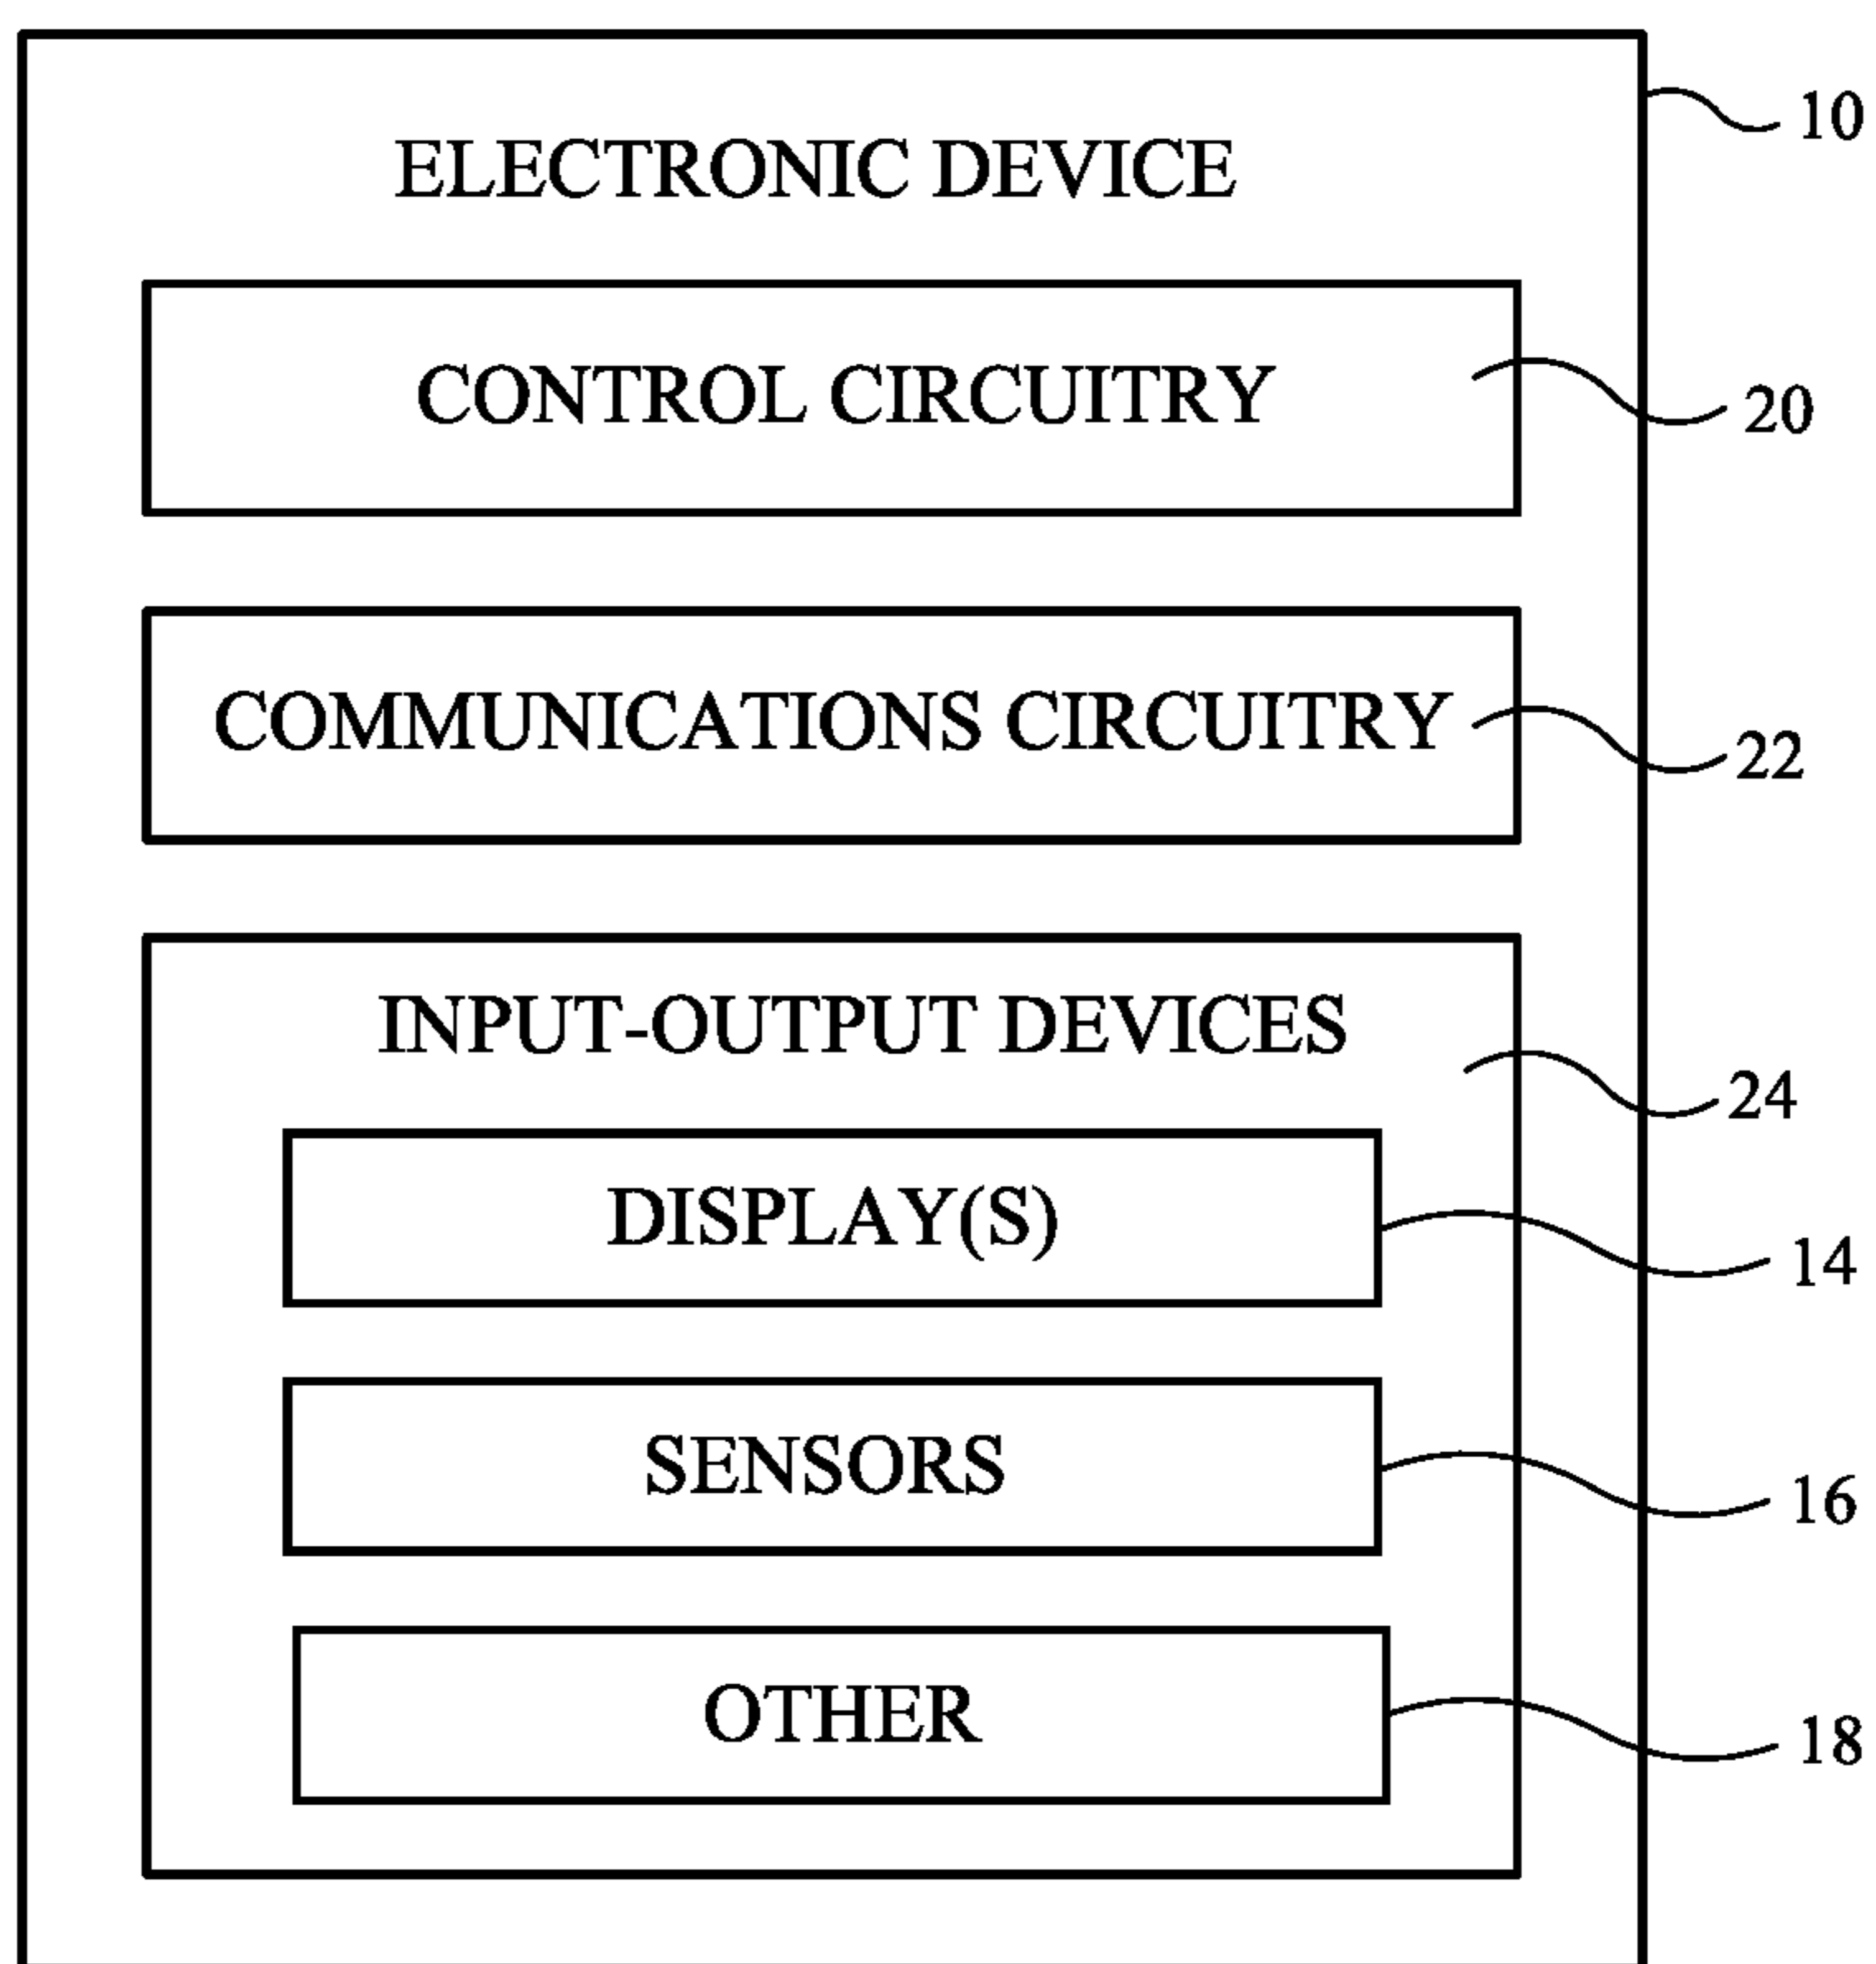 10
ELECTRONIC DEVICE
CONTROL CIRCUITRY
20
COMMUNICATIONS CIRCUITRY
22
INPUT-OUTPUT DEVICES
24
DISPLAY(S)
14
SENSORS
16
OTHER
18